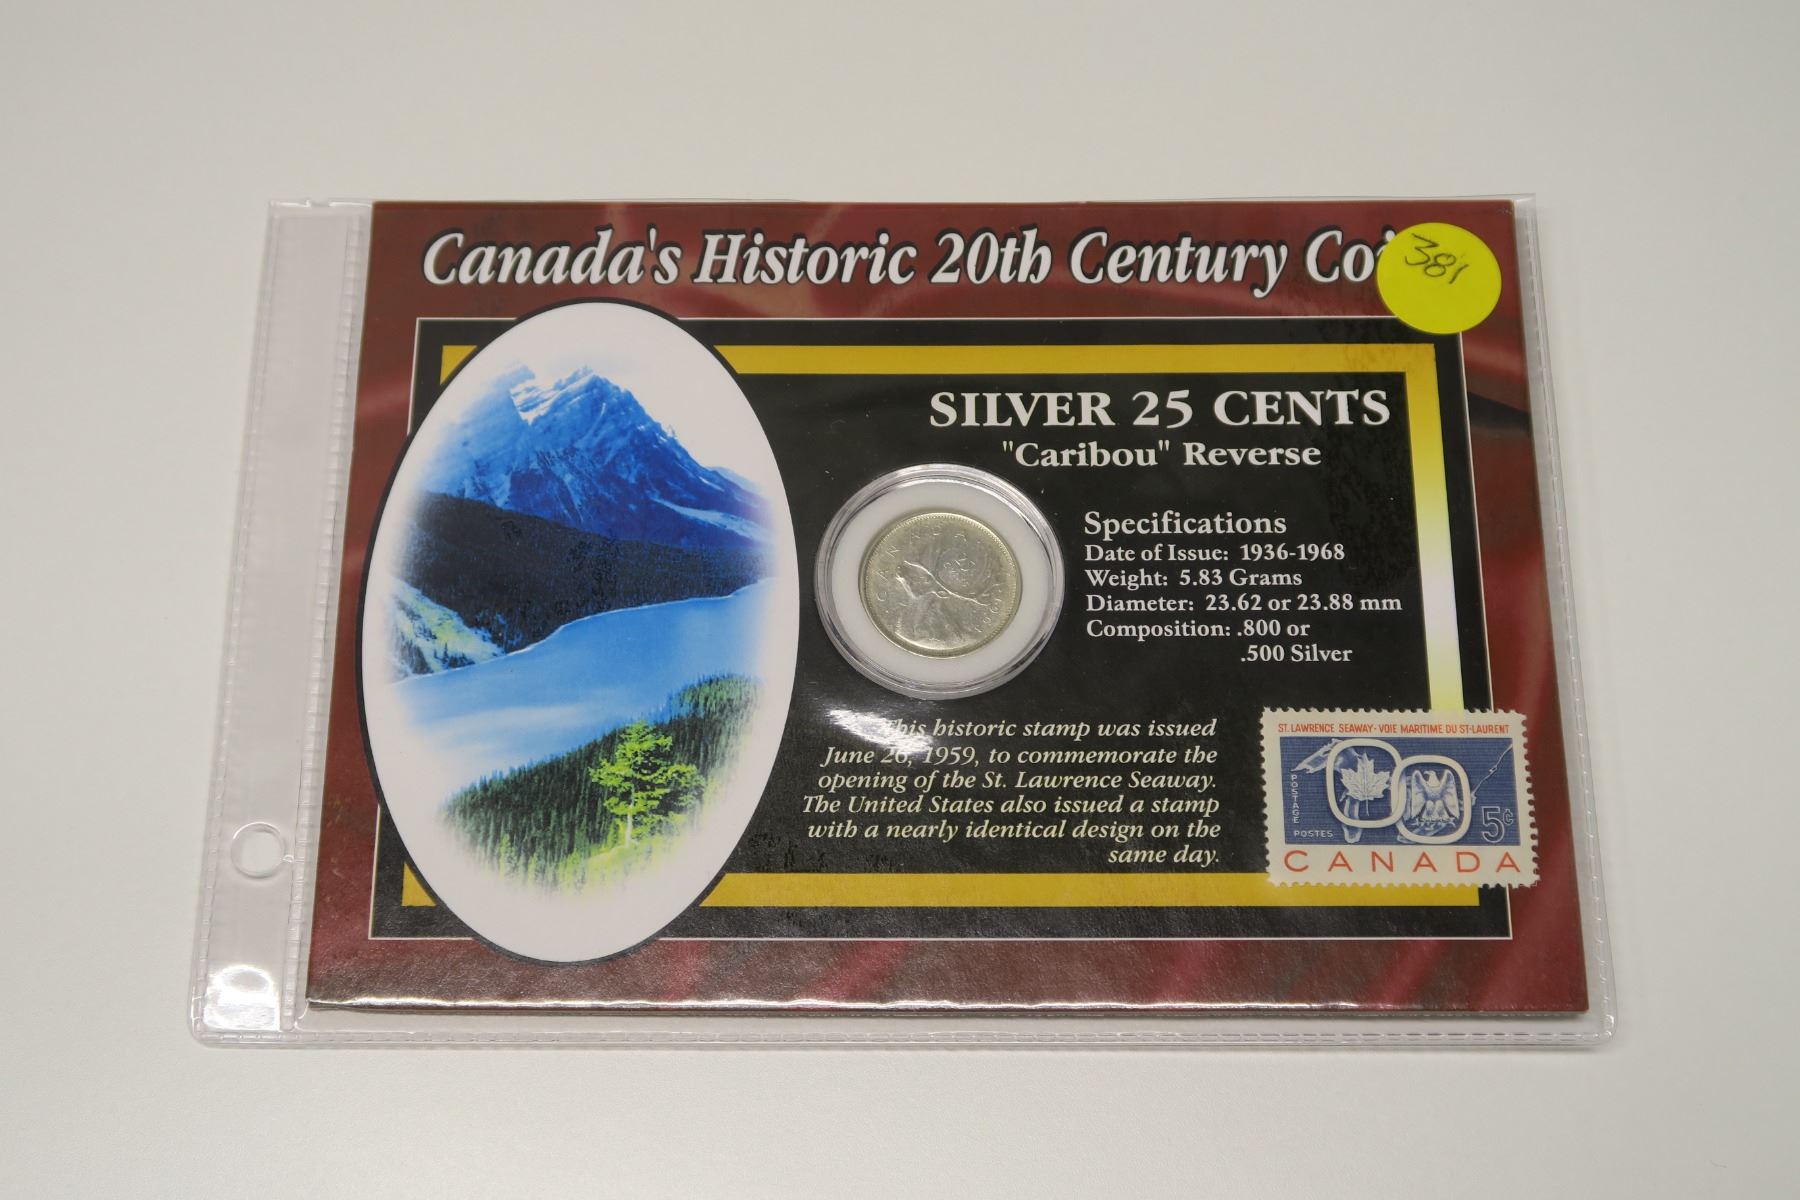 Canada's Historic 20th Century
381
SILVER 25 CENTS
"Caribou" Reverse
CANADA
Specifications
Date of Issue: 1936-1968
Weight: 5.83 Grams
Diameter: 23.62 or 23.88 mm
Composition: .800 or
.500 Silver
This historic stamp was issued
June 26, 1959, to commemorate the
opening of the St. Lawrence Seaway.
The United States also issued a stamp
with a nearly identical design on the
same day.
ST. LAWRENCE SEAWAY·VOIE MARITIME DU ST-LAURENT
POSTAGE
POSTES
5¢
CANADA